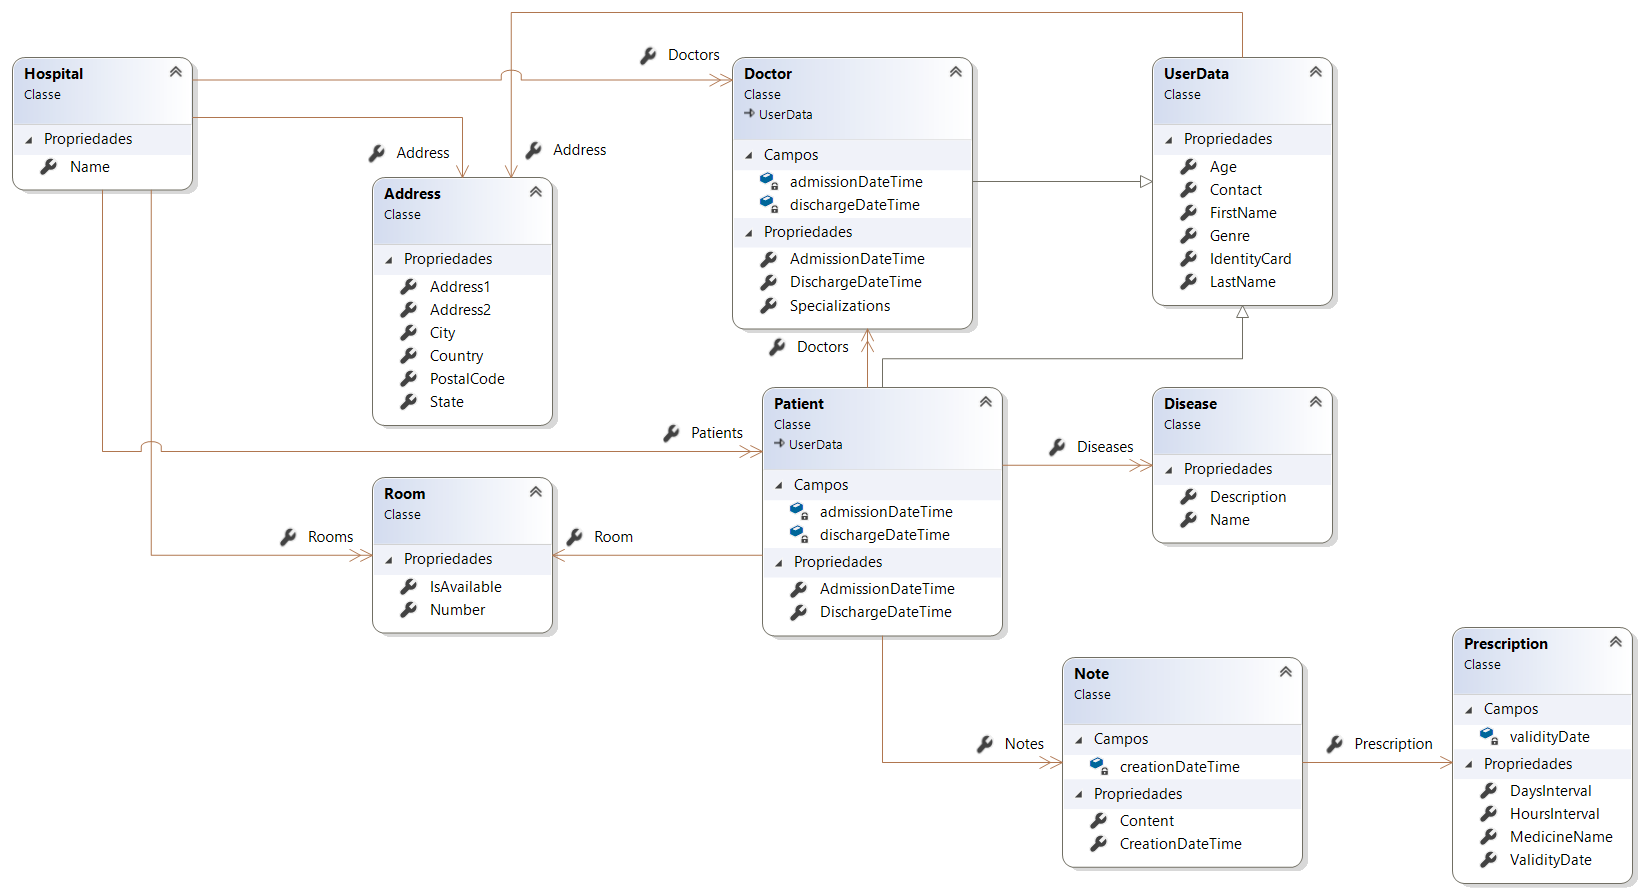 Hospital
Classe
Propriedades
Name
Doctors
Address
Address
Address
Classe
Propriedades
Address1
Address2
City
Country
PostalCode
State
Doctor
Classe
UserData
Campos
admissionDateTime
dischargeDateTime
Propriedades
AdmissionDateTime
DischargeDateTime
Specializations
UserData
Classe
Propriedades
Age
Contact
FirstName
Genre
IdentityCard
LastName
Doctors
Patients
Patient
Classe
UserData
Campos
admissionDateTime
dischargeDateTime
Propriedades
AdmissionDateTime
DischargeDateTime
Diseases
Disease
Classe
Propriedades
Description
Name
Rooms
Room
Classe
Propriedades
IsAvailable
Number
Room
Notes
Note
Classe
Campos
creationDateTime
Propriedades
Content
CreationDateTime
Prescription
Prescription
Classe
Campos
validityDate
Propriedades
DaysInterval
HoursInterval
MedicineName
ValidityDate